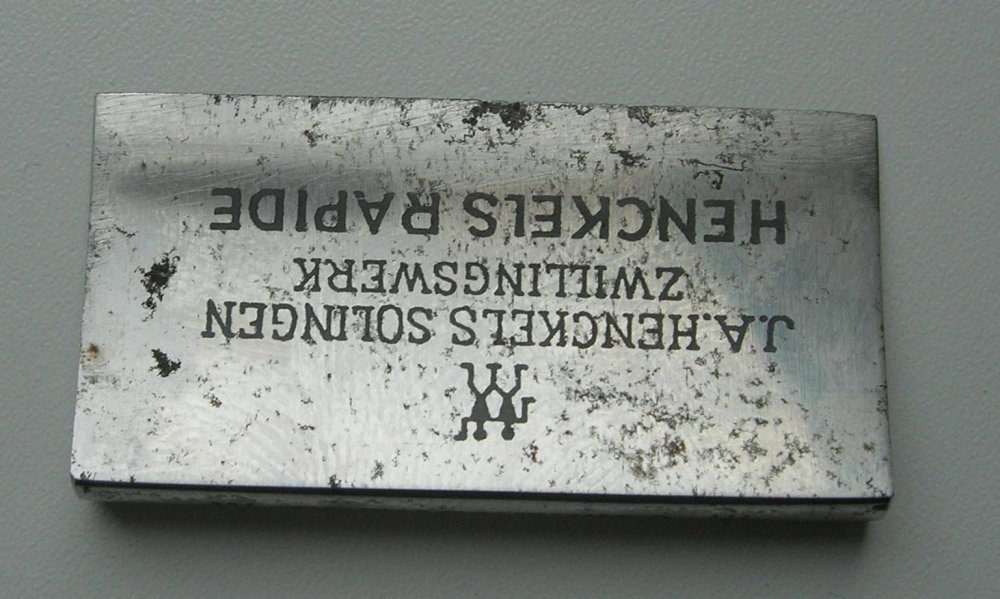 J.A.HENCKELS SOLINGEN
ZWILLINGSWERK
HENCKELS RAPIDE